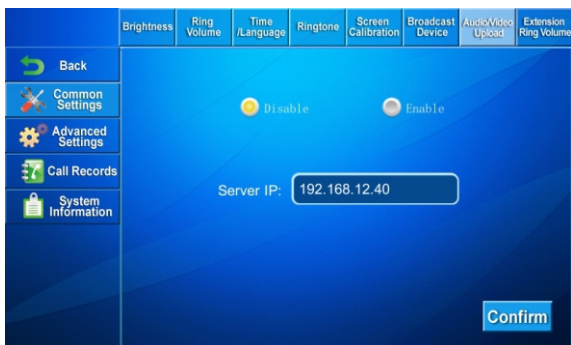 Brightness
Ring
Volume
Time
/Language
Ringtone
Screen
Calibration
Broadcast
Device
Audio/Video
Upload
Extension
Ring Volume
Back
Common
Settings
Advanced
Settings
Call Records
System
Information
Disable
Enable
Server IP:
192.168.12.40
Confirm